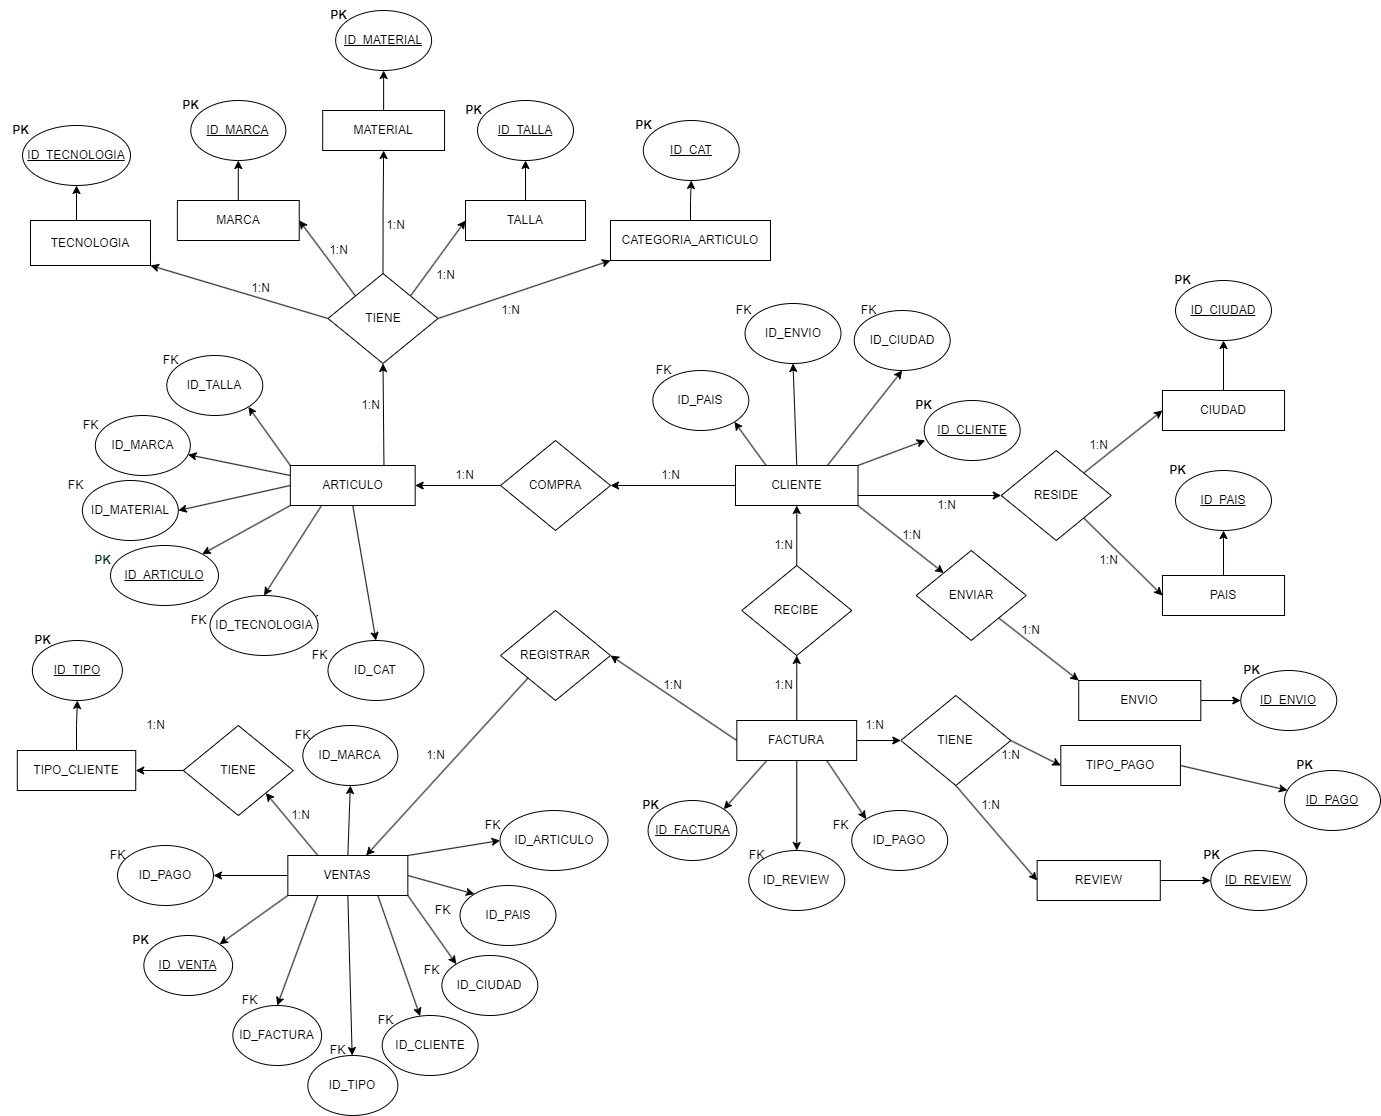 PK
ID_MATERIAL
PK
ID_MARCA
PK
ID_TALLA
PK
ID_TECNOLOGIA
PK
ID_CAT
MATERIAL
MARCA
TALLA
TECNOLOGIA
CATEGORIA_ARTICULO
1:N
1:N
1:N
1:N
1:N
TIENE
1:N
FK
ID_TALLA
FK
ID_MARCA
FK
ID_MATERIAL
PK
ID_ARTICULO
FK
ID_TECNOLOGIA
FK
ID_CAT
ARTICULO
1:N
COMPRA
1:N
CLIENTE
FK
ID_PAIS
FK
ID_ENVIO
FK
ID_CIUDAD
PK
ID_CLIENTE
1:N
RESIDE
1:N
1:N
PK
ID_CIUDAD
CIUDAD
PK
ID_PAIS
PAIS
1:N
ENVIAR
1:N
ENVIO
PK
ID_ENVIO
1:N
RECIBE
1:N
FACTURA
1:N
REGISTRAR
1:N
1:N
TIENE
1:N
TIPO_PAGO
PK
ID_PAGO
1:N
REVIEW
PK
ID_REVIEW
PK
ID_FACTURA
FK
ID_REVIEW
FK
ID_PAGO
PK
ID_TIPO
TIPO_CLIENTE
1:N
TIENE
1:N
VENTAS
FK
ID_MARCA
FK
ID_ARTICULO
FK
ID_PAGO
FK
ID_PAIS
PK
ID_VENTA
FK
ID_CIUDAD
FK
ID_FACTURA
FK
ID_CLIENTE
FK
ID_TIPO